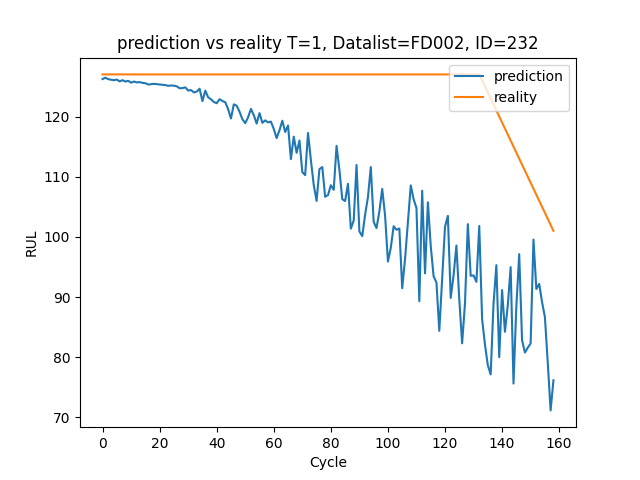 prediction vs reality T=1, Datalist=FD002, ID=232
prediction
reality
RUL
120
110
100
90
80
70
0 20 40 60 80 100 120 140 160
Cycle